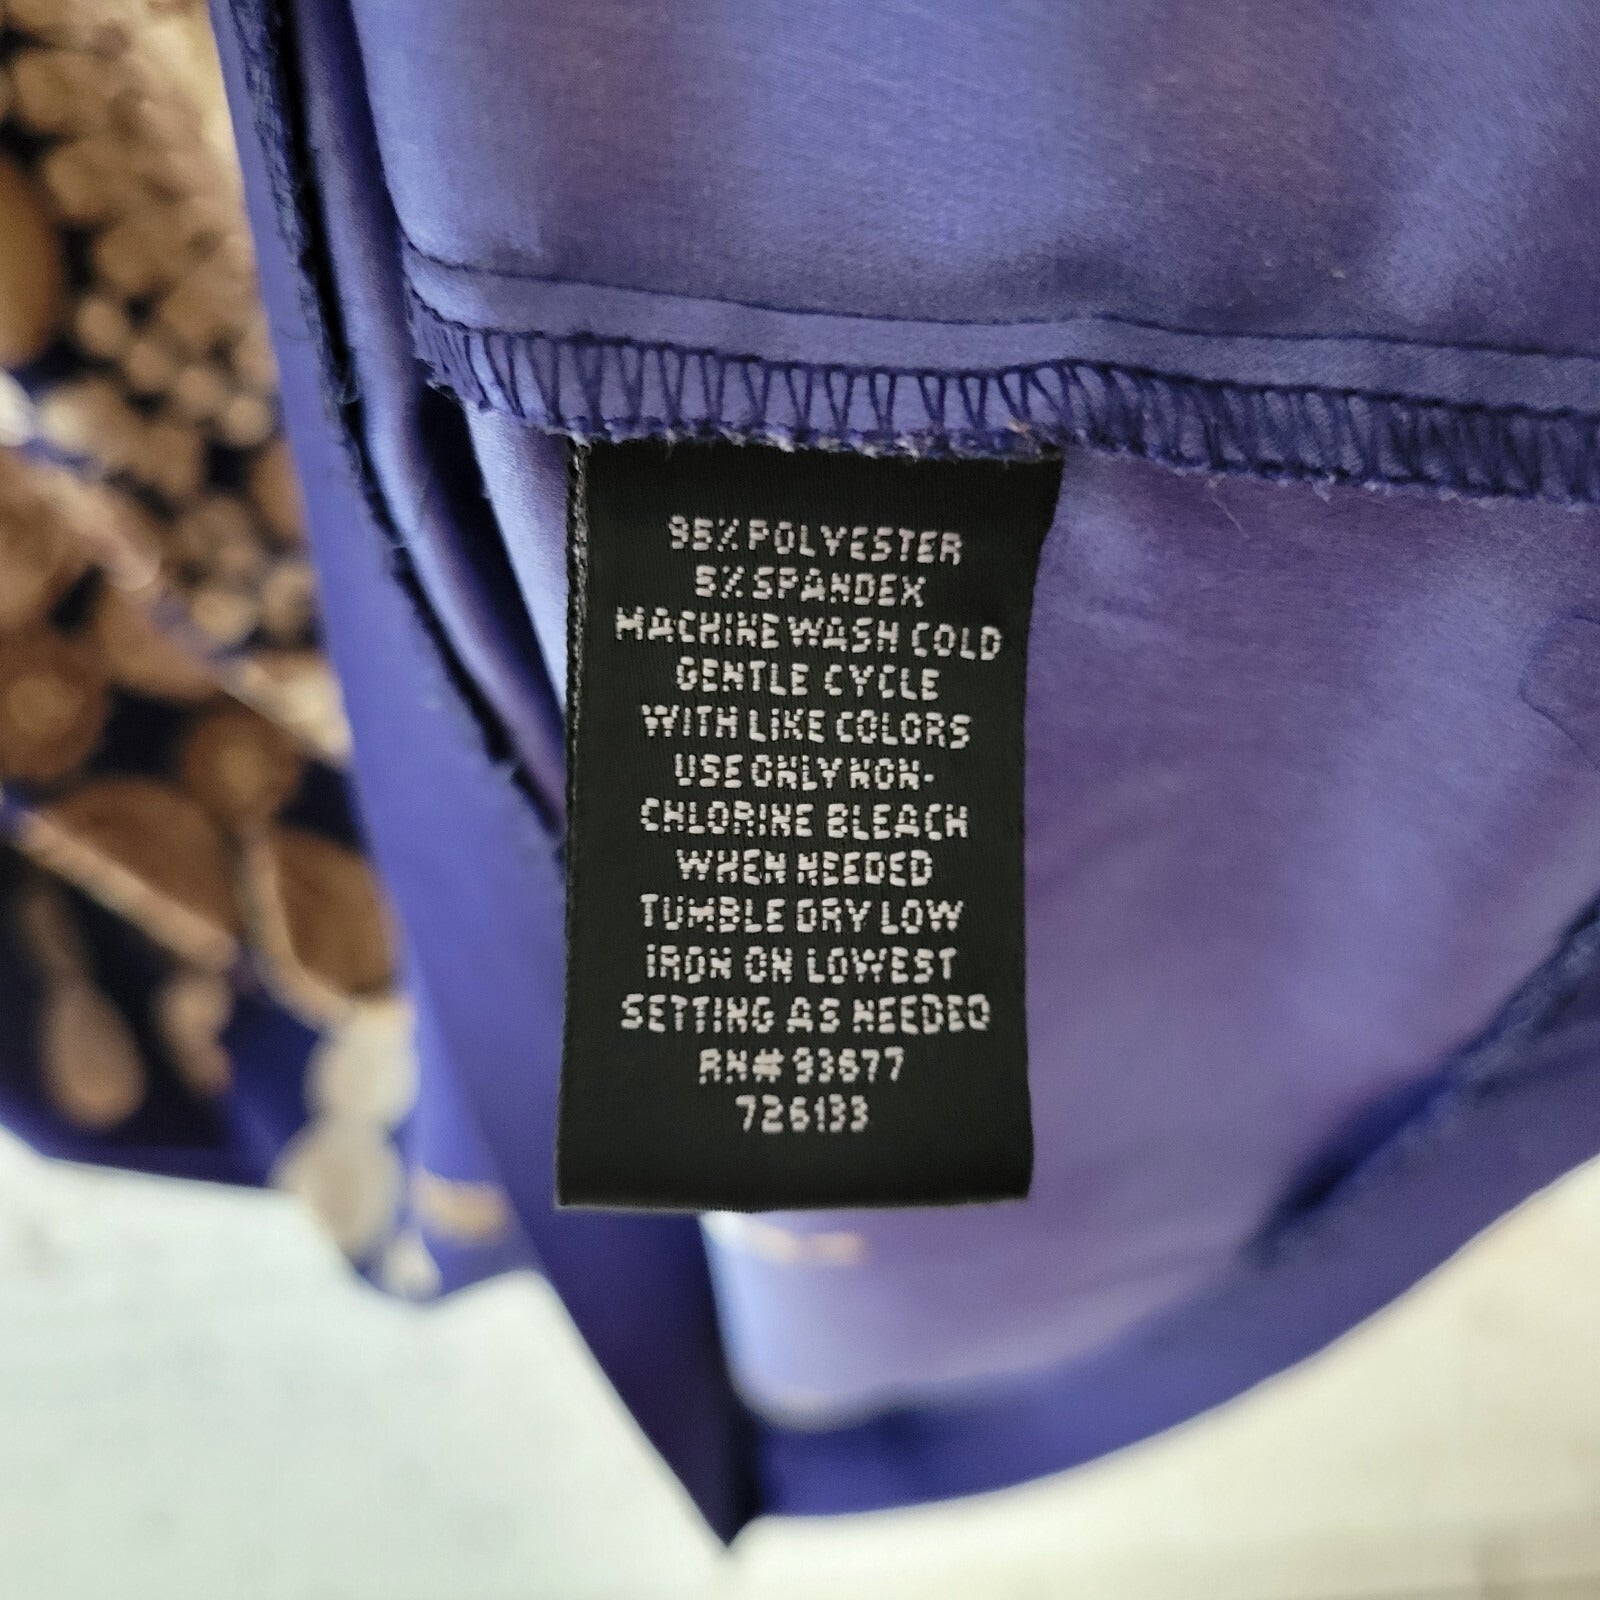 95% POLYESTER
5% SPANDEX
MACHINE WASH COLD
GENTLE CYCLE
WITH LIKE COLORS
USE ONLY NON-
CHLORINE BLEACH
WHEN NEEDED
TUMBLE DRY LOW
IRON ON LOWEST
SETTING AS NEEDED
RN# 93677
726133